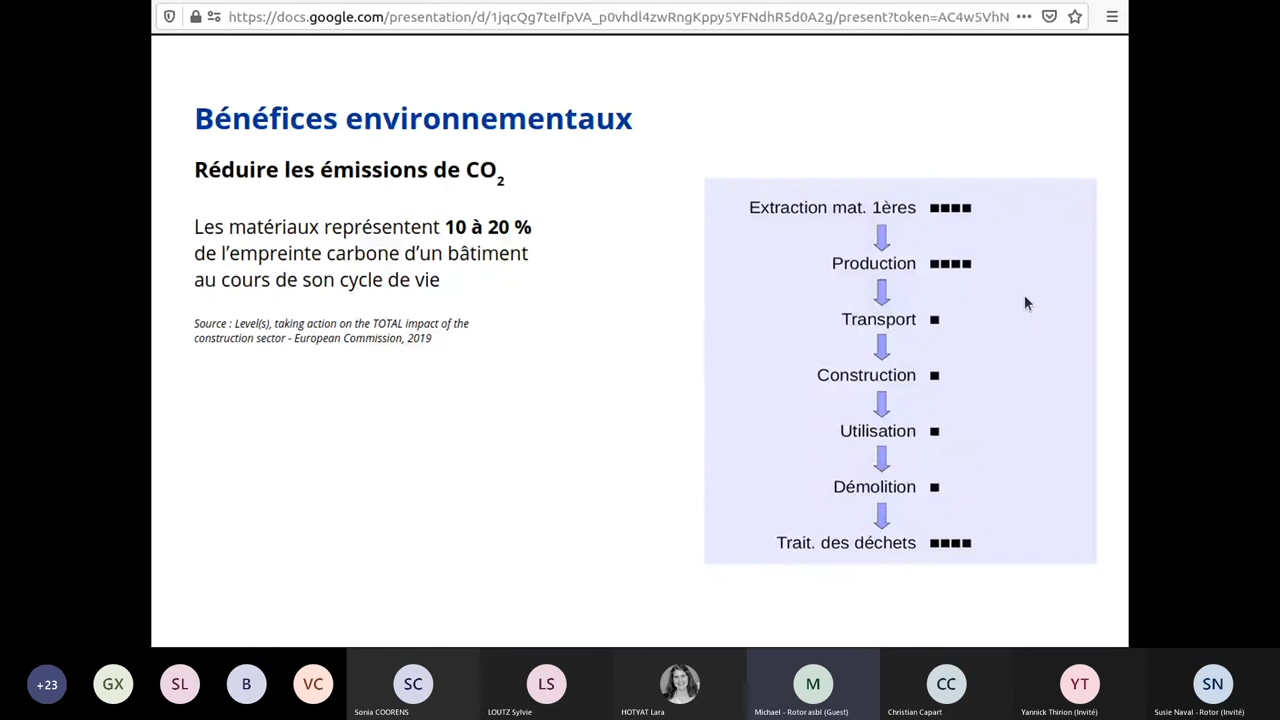 https://docs.google.com/presentation/d/1jqcQg7teIfpVA_p0vhdl4zwRngKppy5YFNdhR5d0A2g/present?token=AC4w5VhN
Bénéfices environnementaux
Réduire les émissions de CO2
Les matériaux représentent 10 à 20 %
de l’empreinte carbone d’un bâtiment
au cours de son cycle de vie
Source : Level(s), taking action on the TOTAL impact of the
construction sector - European Commission, 2019
Extraction mat. 1ères
Production
Transport
Construction
Utilisation
Démolition
Trait. des déchets
+23
GX
SL
B
VC
SC
LS
M
CC
YT
SN
Sonia COORENS
LOUTZ Sylvie
HOTYAT Lara
Michael - Rotor asbl (Guest)
Christian Capart
Yannick Thirion (Invité)
Susie Naval - Rotor (Invité)